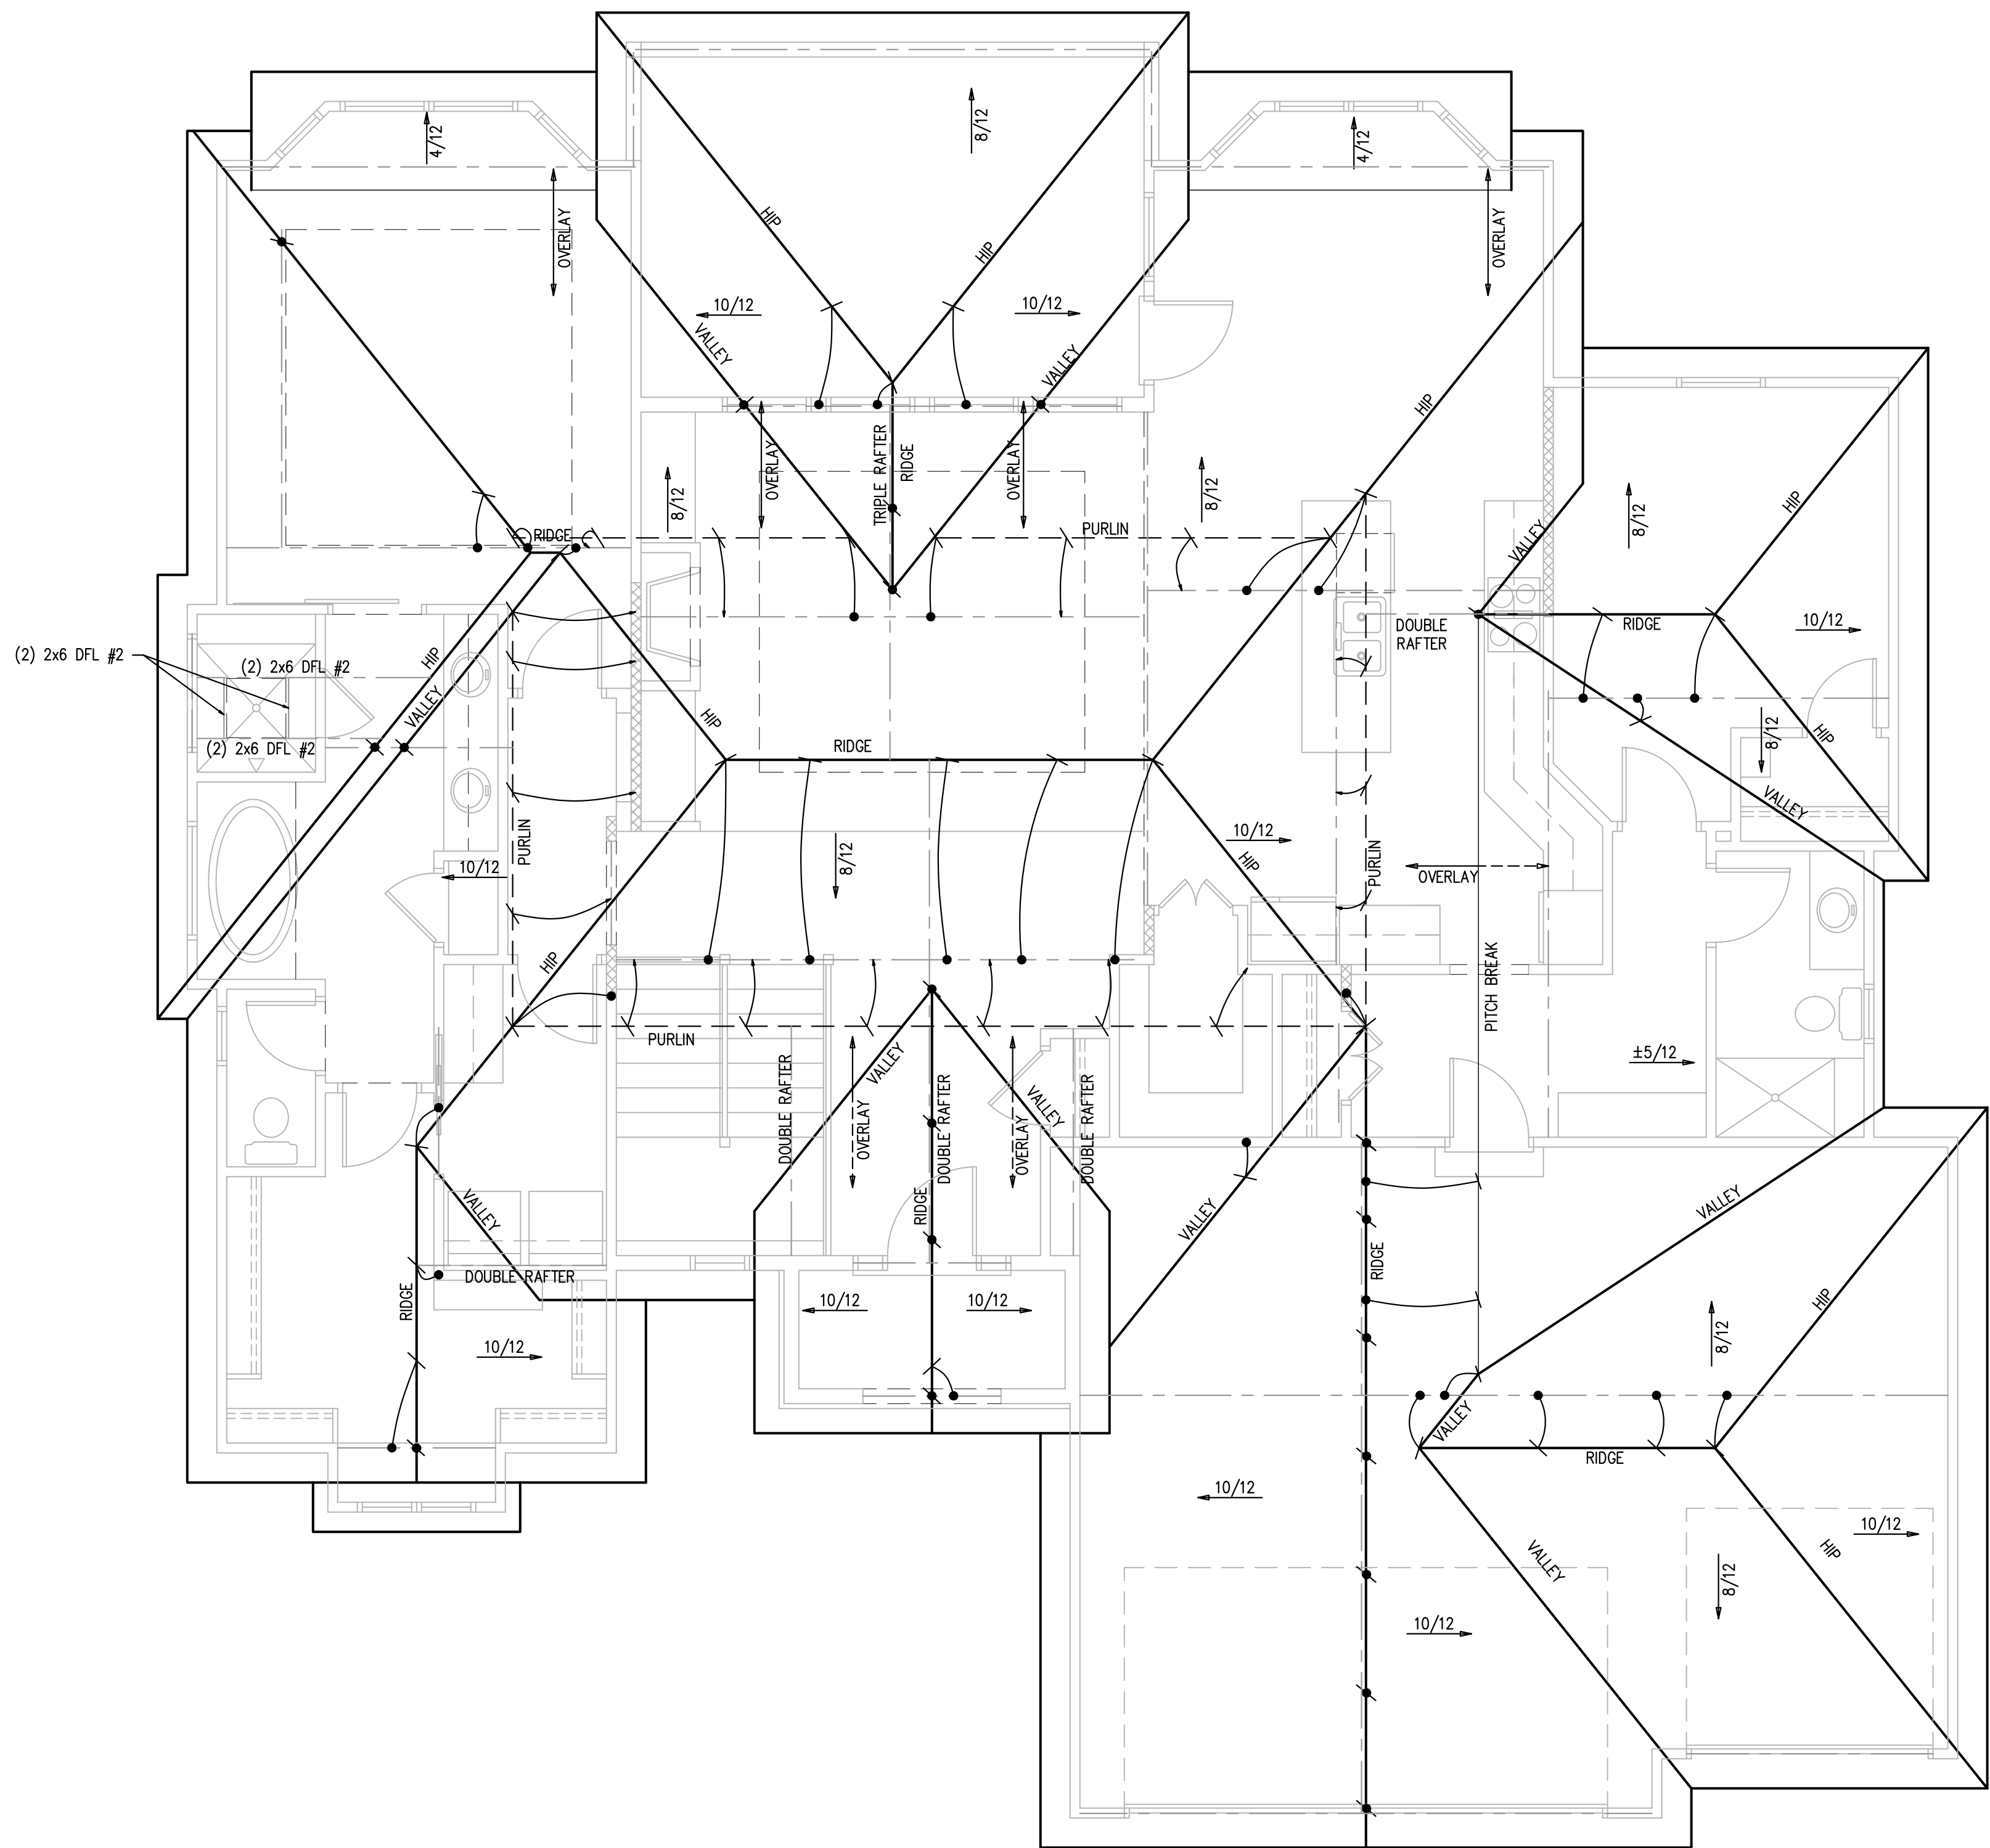 8/12
4/12
4/12
HIP
HIP
OVERLAY
OVERLAY
10/12
10/12
VALLEY
VALLEY
HIP
TRIPLE RAFTER
RIDGE
OVERLAY
OVERLAY
8/12
8/12
8/12
HIP
PURLIN
RIDGE
VALLEY
DOUBLE
RAFTER
RIDGE
10/12
(2) 2x6 DFL #2
(2) 2x6 DFL #2
(2) 2x6 DFL #2
HIP
VALLEY
HIP
RIDGE
8/12
HIP
VALLEY
PURLIN
10/12
8/12
10/12
HIP
PURLIN
OVERLAY
HIP
PITCH BREAK
PURLIN
±5/12
VALLEY
VALLEY
DOUBLE RAFTER
OVERLAY
DOUBLE RAFTER
OVERLAY
DOUBLE RAFTER
RIDGE
VALLEY
VALLEY
VALLEY
RIDGE
DOUBLE RAFTER
RIDGE
10/12
10/12
10/12
8/12
HIP
VALLEY
RIDGE
10/12
10/12
VALLEY
HIP
8/12
10/12